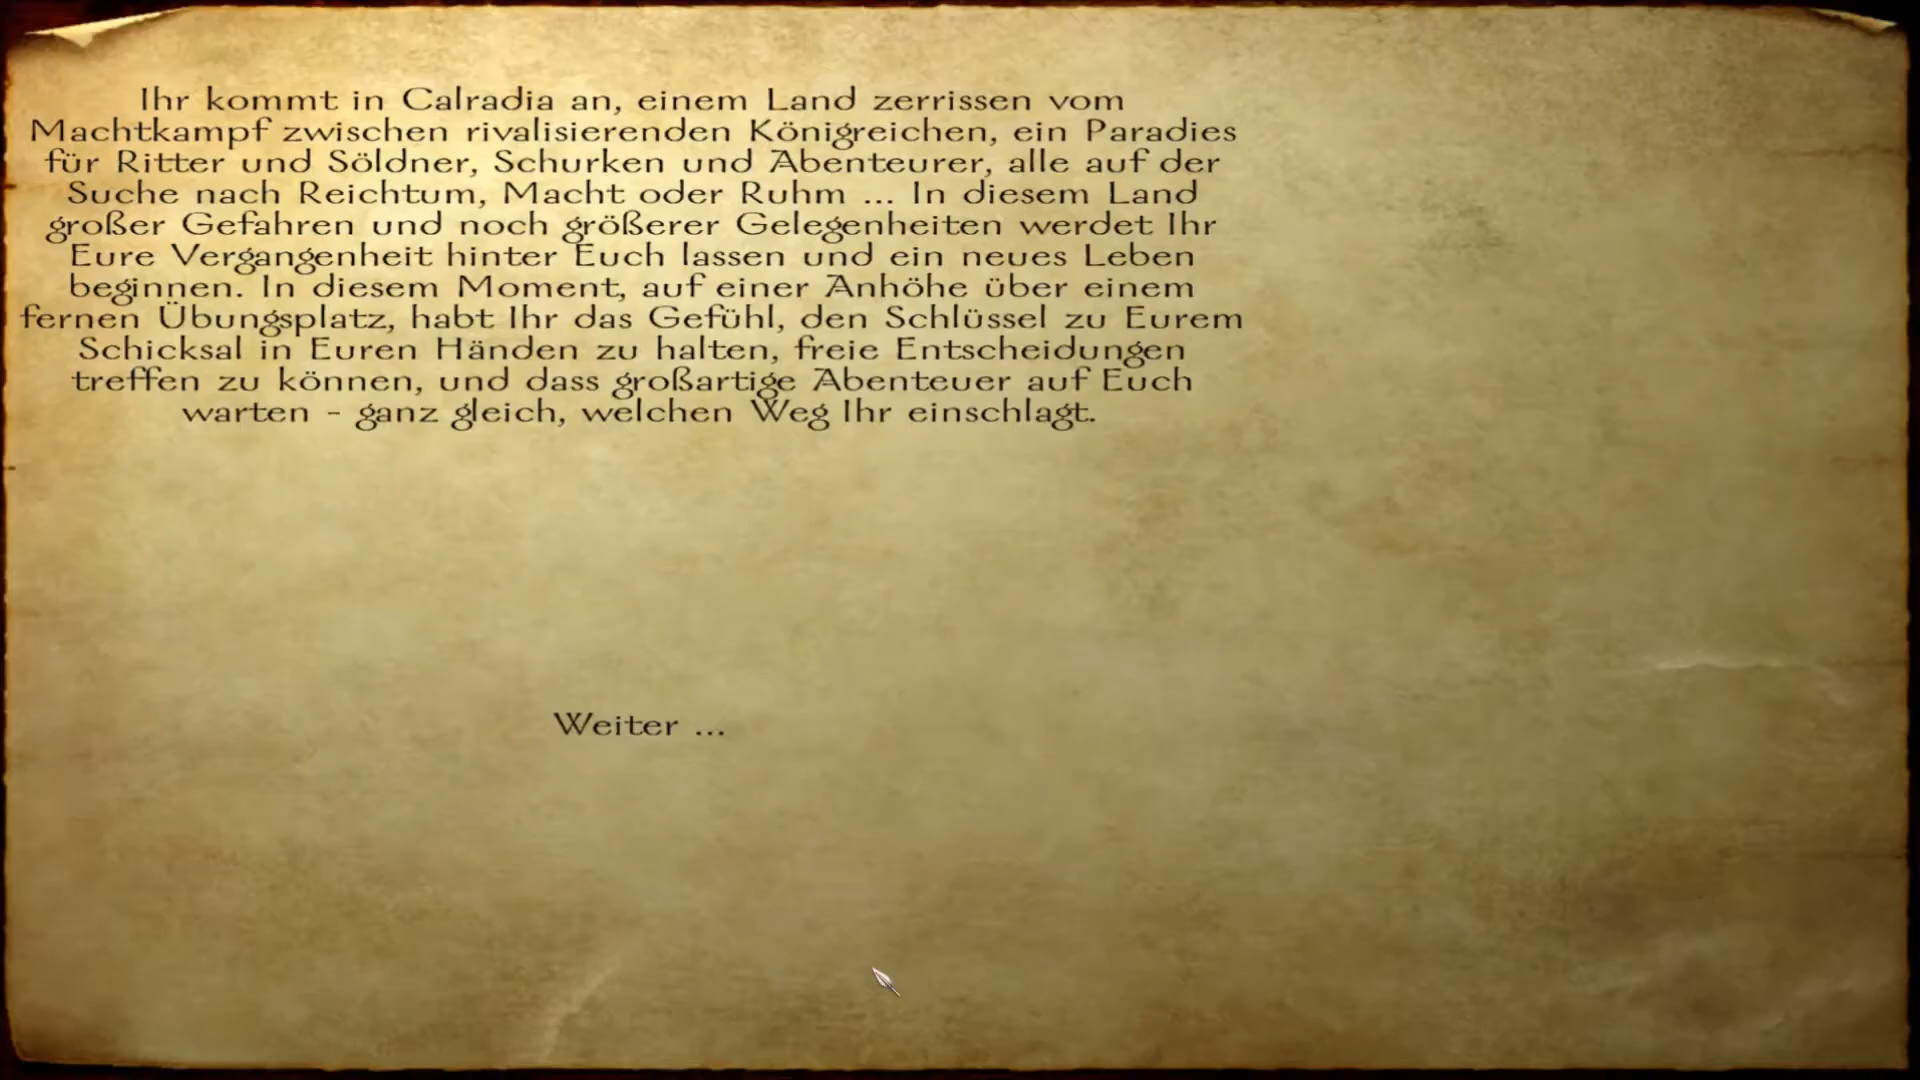 Ihr kommt in Calradia an, einem Land zerrissen vom
Machtkampf zwischen rivalisierenden Königreichen, ein Paradies
für Ritter und Söldner, Schurken und Abenteurer, alle auf der
Suche nach Reichtum, Macht oder Ruhm ... In diesem Land
großer Gefahren und noch größerer Gelegenheiten werdet Ihr
Eure Vergangenheit hinter Euch lassen und ein neues Leben
beginnen. In diesem Moment, auf einer Anhöhe über einem
fernen Übungsplatz, habt Ihr das Gefühl, den Schlüssel zu Eurem
Schicksal in Euren Händen zu halten, freie Entscheidungen
treffen zu können, und dass großartige Abenteuer auf Euch
warten - ganz gleich, welchen Weg Ihr einschlagt.
Weiter ...